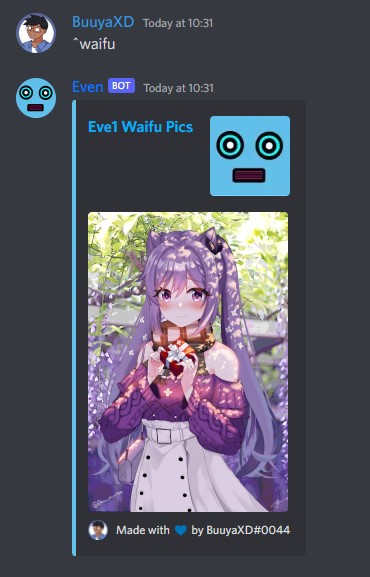 BuuyaXD Today at 10:31
^waifu
Even BOT Today at 10:31
Eve1 Waifu Pics
Made with 💙 by BuuyaXD#0044